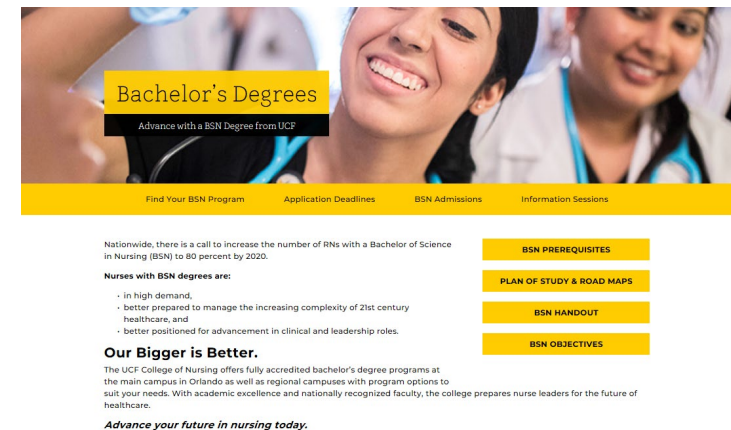 Bachelor's Degrees
Advance with a BSN Degree from UCF
Find Your BSN Program
Application Deadlines
BSN Admissions
Information Sessions
Nationwide, there is a call to increase the number of RNs with a Bachelor of Science
in Nursing (BSN) to 80 percent by 2020.
Nurses with BSN degrees are:
• in high demand,
• better prepared to manage the increasing complexity of 21st century
healthcare, and
• better positioned for advancement in clinical and leadership roles.
BSN PREREQUISITES
PLAN OF STUDY & ROAD MAPS
BSN HANDOUT
BSN OBJECTIVES
Our Bigger is Better.
The UCF College of Nursing offers fully accredited bachelor's degree programs at
the main campus in Orlando as well as regional campuses with program options to
suit your needs. With academic excellence and nationally recognized faculty, the college prepares nurse leaders for the future of
healthcare.
Advance your future in nursing today.